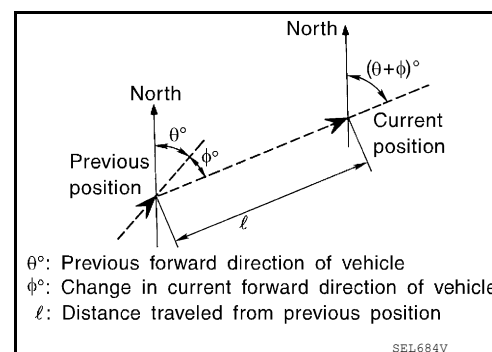 North
(θ+ϕ)°
North
θ°
ϕ°
Current
position
Previous
position
ℓ
θ°: Previous forward direction of vehicle
ϕ°: Change in current forward direction of vehicle
ℓ: Distance traveled from previous position
SEL684V